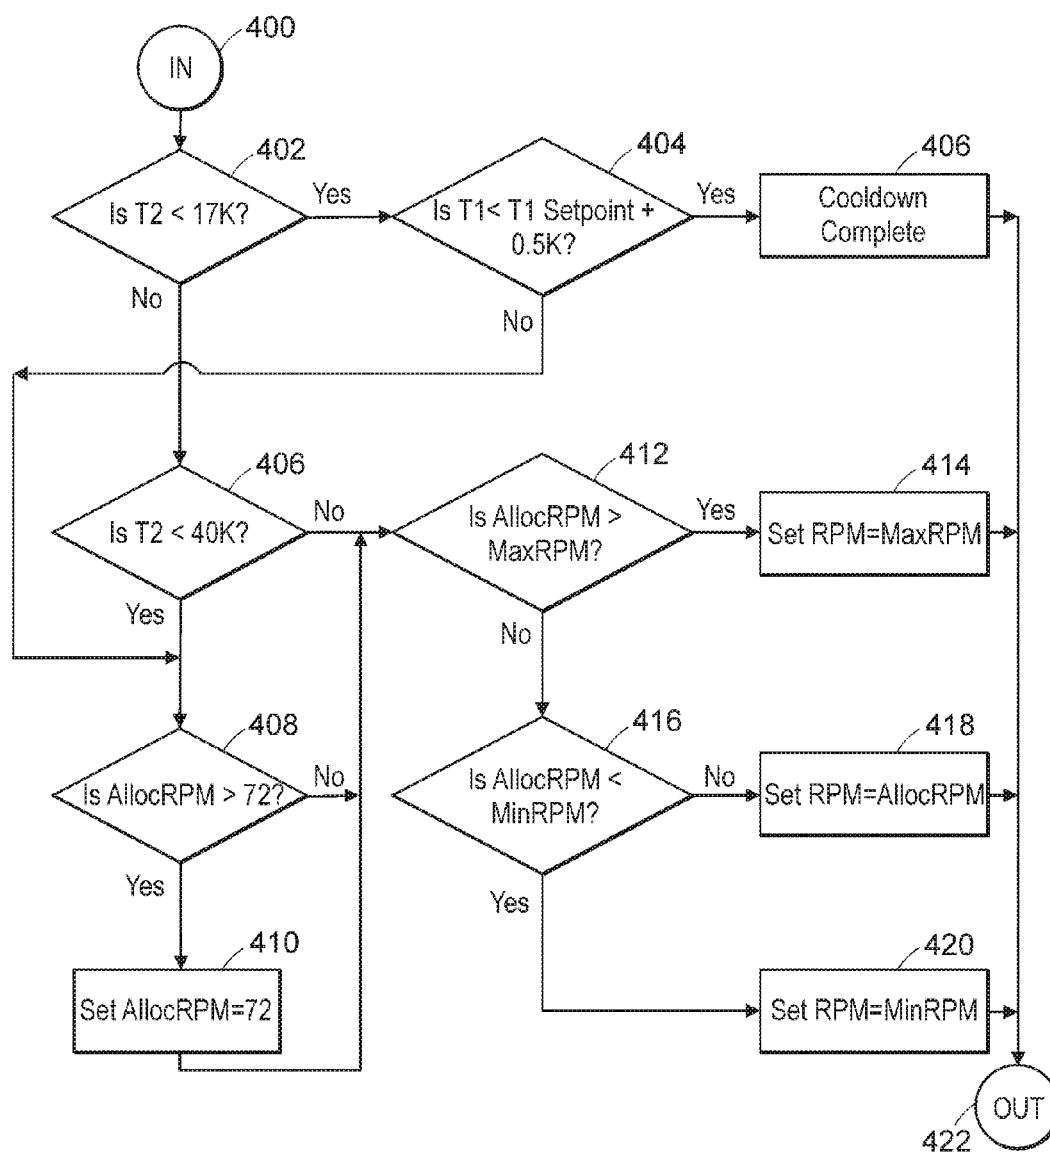 400
IN
402
Is T2 < 17K?
Yes
No
404
Is T1< T1 Setpoint +
0.5K?
Yes
No
406
Cooldown
Complete
406
Is T2 < 40K?
No
Yes
412
Is AllocRPM >
MaxRPM?
Yes
No
414
Set RPM=MaxRPM
408
Is AllocRPM > 72?
No
Yes
416
Is AllocRPM <
MinRPM?
No
Yes
418
Set RPM=AllocRPM
410
Set AllocRPM=72
420
Set RPM=MinRPM
OUT
422